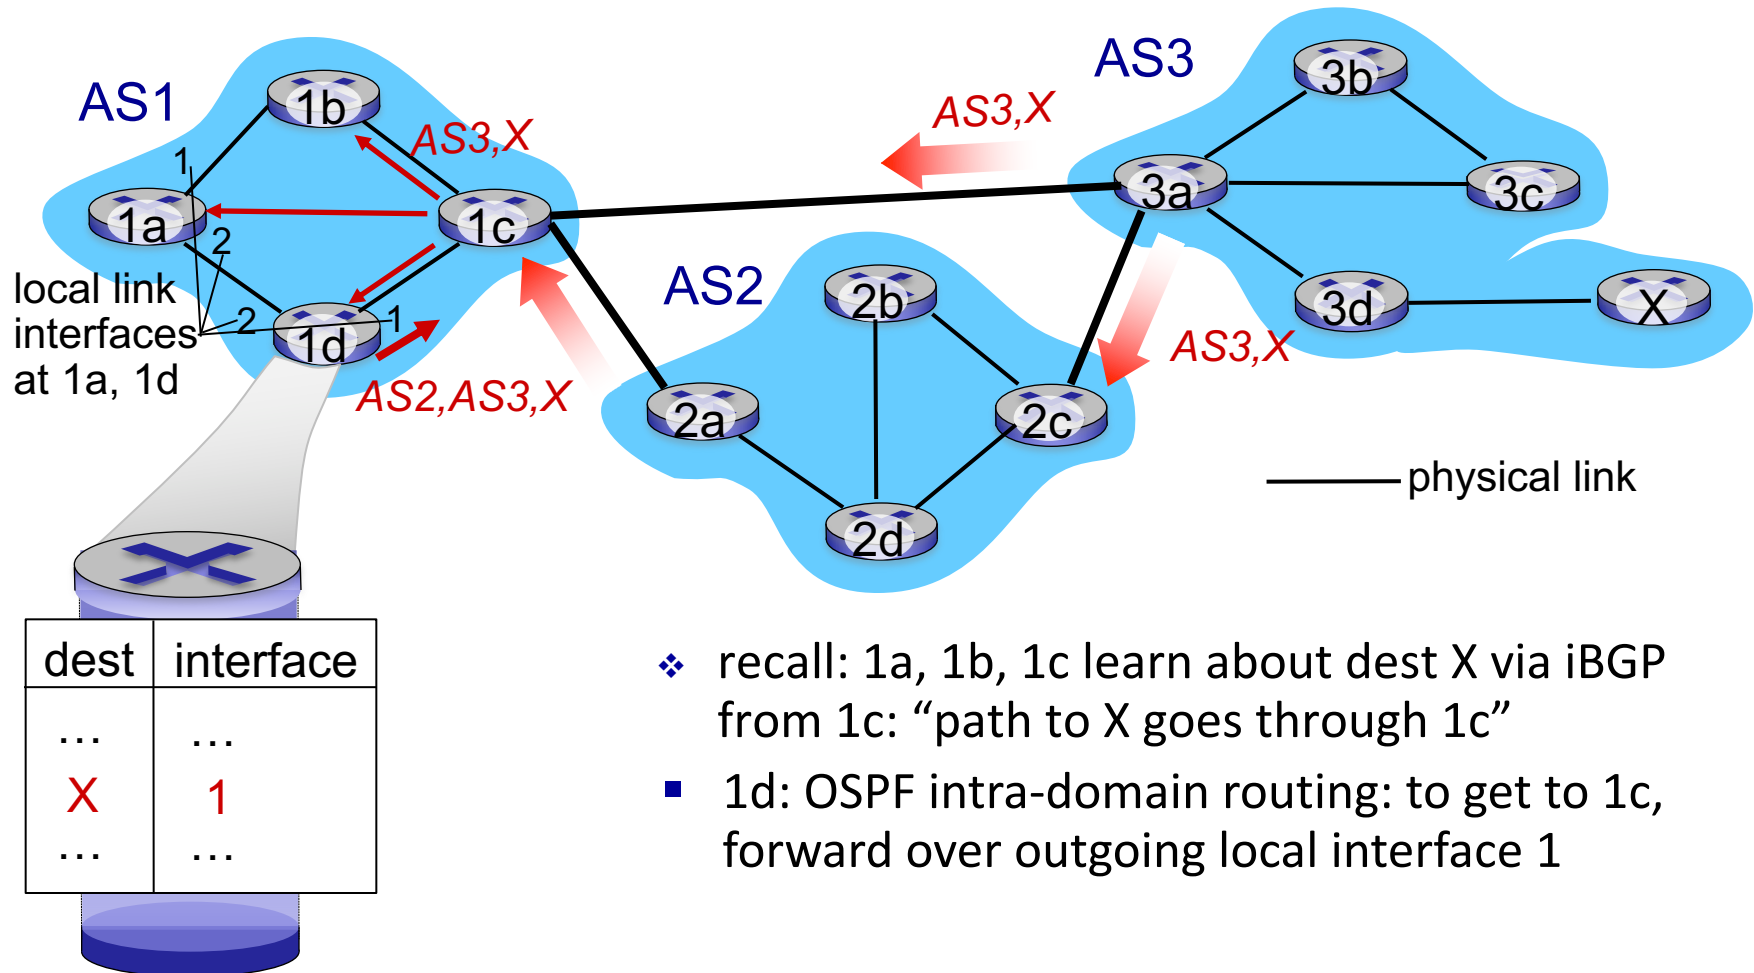 AS1
AS3
AS2
1b
1a
1c
1d
1
2
2
1
AS3,X
AS3,X
AS3,X
AS2,AS3,X
local link
interfaces
at 1a, 1d
3b
3a
3c
3d
X
2b
2a
2c
2d
physical link
dest interface
... ...
X 1
... ...
❖ recall: 1a, 1b, 1c learn about dest X via iBGP
from 1c: “path to X goes through 1c”
▪ 1d: OSPF intra-domain routing: to get to 1c,
forward over outgoing local interface 1